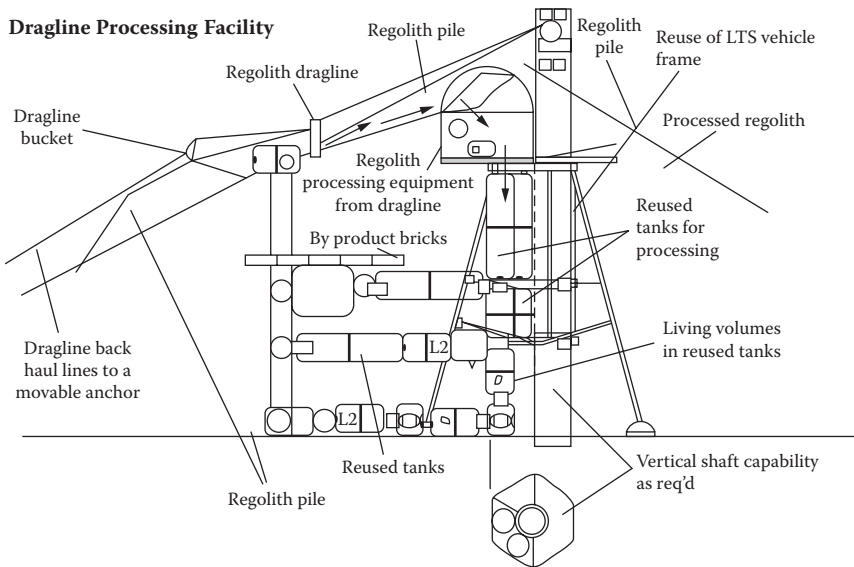 Dragline Processing Facility
Regolith pile
Regolith
pile
Reuse of LTS vehicle
frame
Regolith dragline
Dragline
bucket
Processed regolith
Regolith
processing equipment
from dragline
Reused
tanks for
processing
By product bricks
Living volumes
in reused tanks
L2
Dragline back
haul lines to a
movable anchor
L2
Reused tanks
Vertical shaft capability
as req'd
Regolith pile